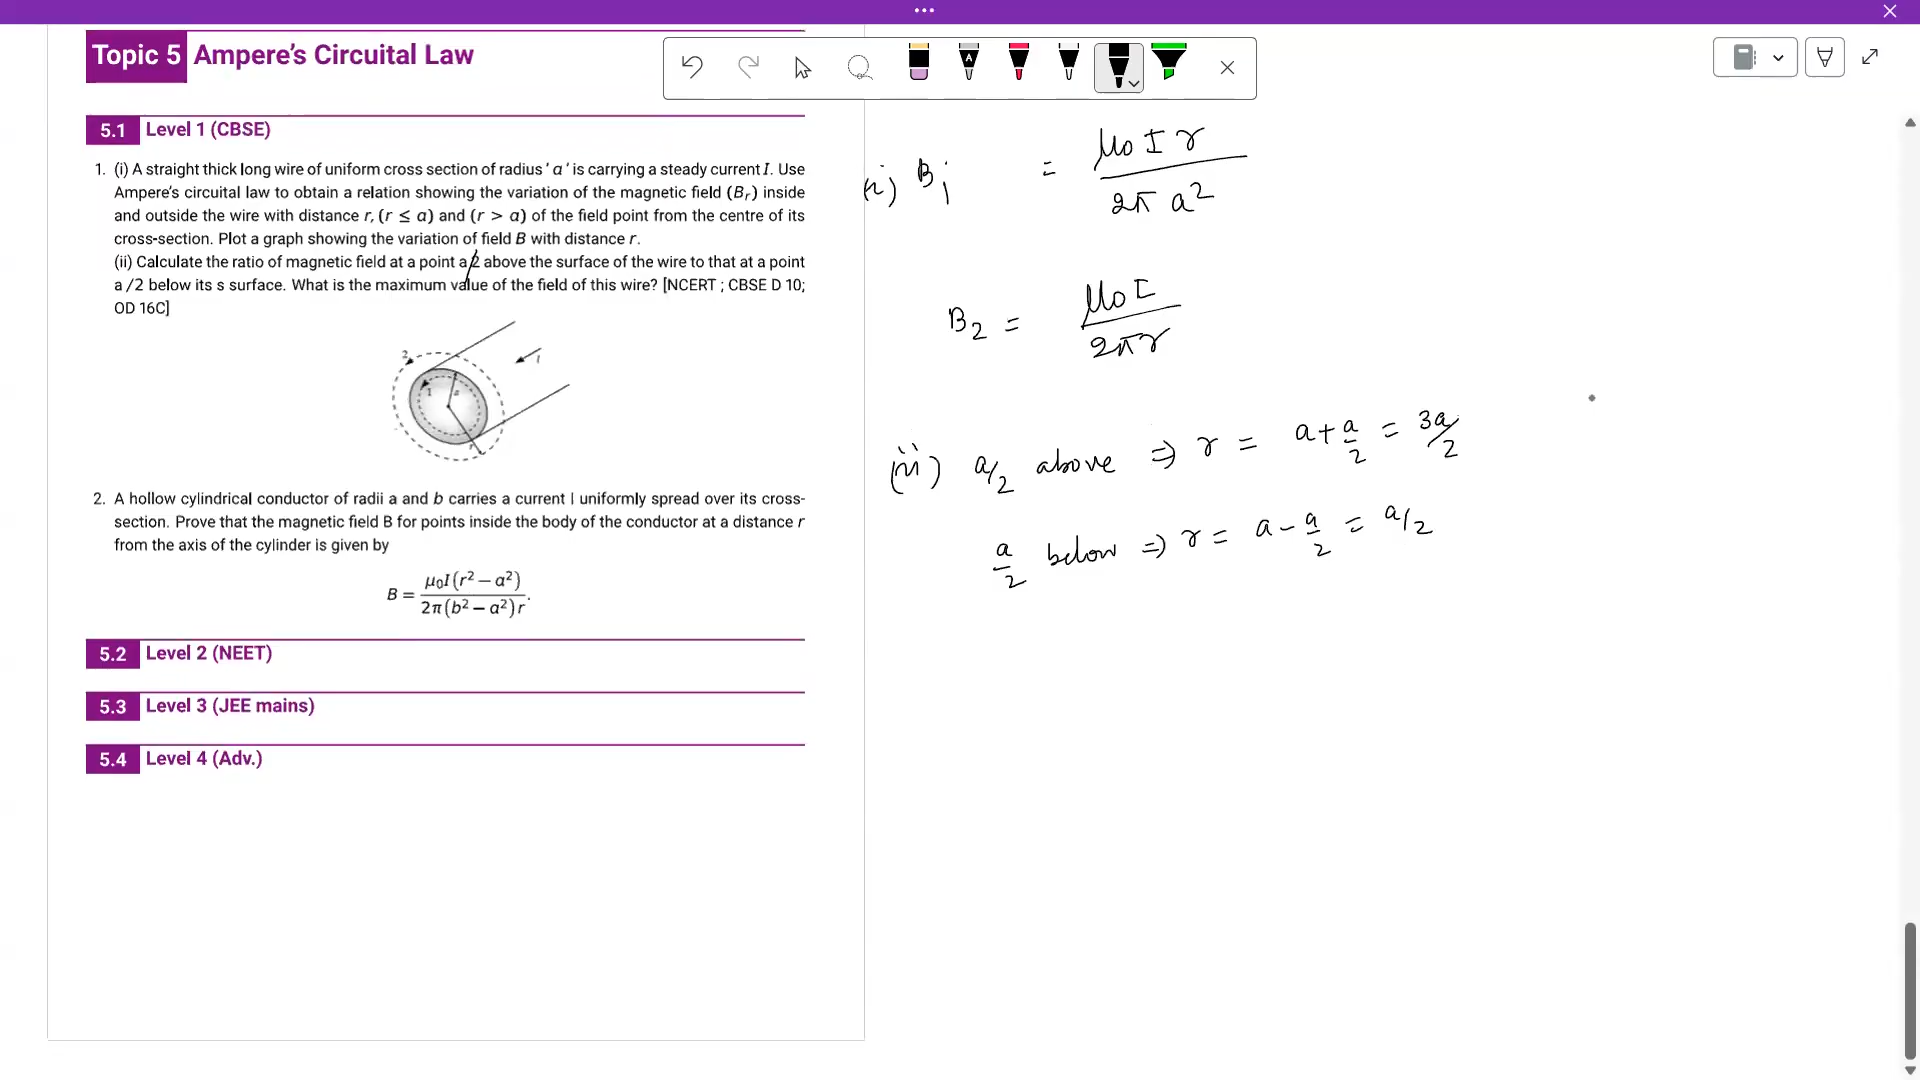 Topic 5 Ampere's Circuital Law
5.1 Level 1 (CBSE)
1. (i) A straight thick long wire of uniform cross section of radius ' a ' is carrying a steady current I. Use
Ampere's circuital law to obtain a relation showing the variation of the magnetic field (Bᵣ) inside
and outside the wire with distance r, (r ≤ a) and (r > a) of the field point from the centre of its
cross-section. Plot a graph showing the variation of field B with distance r.
(ii) Calculate the ratio of magnetic field at a point a/2 above the surface of the wire to that at a point
a /2 below its s surface. What is the maximum value of the field of this wire? [NCERT ; CBSE D 10;
OD 16C]
2
1
I
2. A hollow cylindrical conductor of radii a and b carries a current I uniformly spread over its cross-
section. Prove that the magnetic field B for points inside the body of the conductor at a distance r
from the axis of the cylinder is given by
B = μ₀I(r² – a²) / 2π(b² – a²)r.
5.2 Level 2 (NEET)
5.3 Level 3 (JEE mains)
5.4 Level 4 (Adv.)
A
(i) B₁ = μ₀ I r / 2π a²
B₂ = μ₀ I / 2πr
(ii) a/2 above ⇒ r = a + a/2 = 3a/2
a/2 below ⇒ r = a - a/2 = a/2